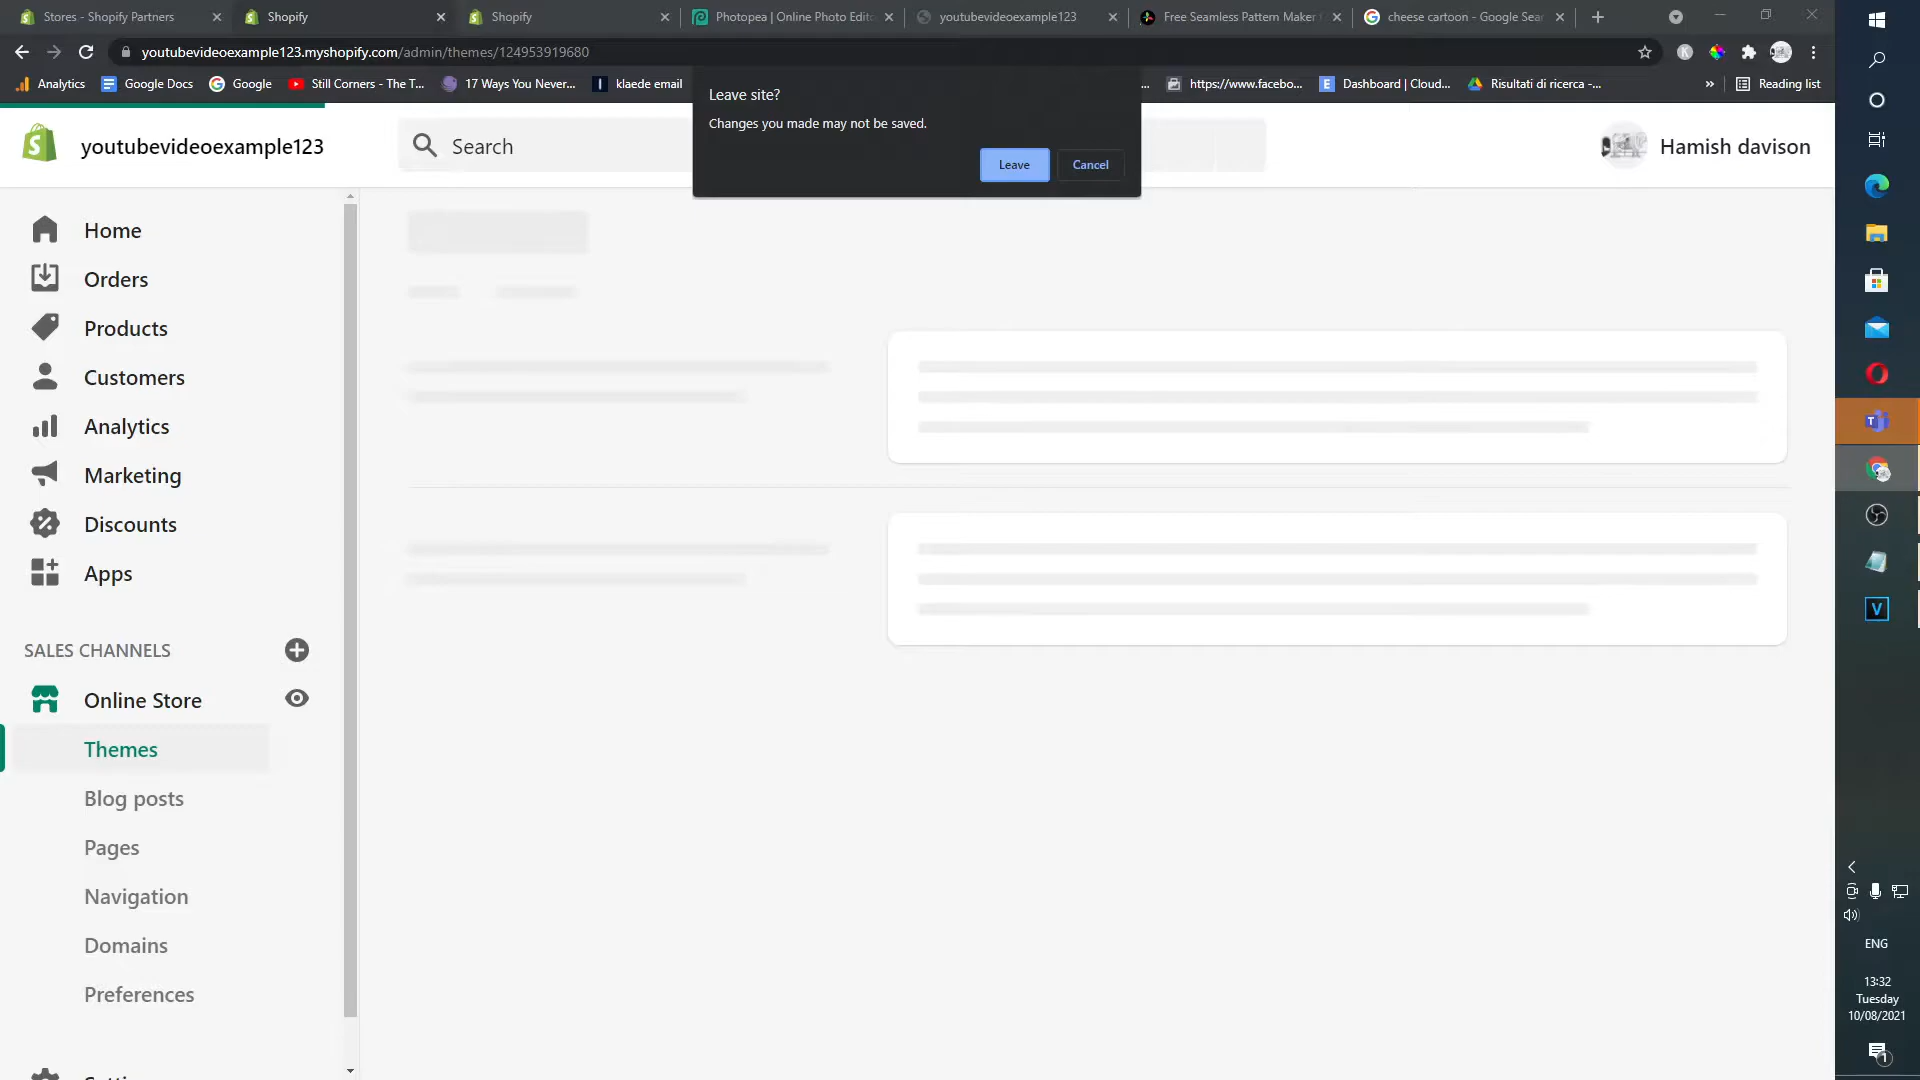 Stores - Shopify Partners
Shopify
Shopify
Photopea | Online Photo Edito
youtubevideoexample123
Free Seamless Pattern Maker
cheese cartoon - Google Sear
youtubevideoexample123.myshopify.com/admin/themes/124953919680
Analytics
Google Docs
Google
Still Corners - The T...
17 Ways You Never...
klaede email
...
https://www.facebo...
Dashboard | Cloud...
Risultati di ricerca -...
»
Reading list
Leave site?
Changes you made may not be saved.
Leave
Cancel
youtubevideoexample123
Search
Hamish davison
Home
Orders
Products
Customers
Analytics
Marketing
Discounts
Apps
SALES CHANNELS
Online Store
Themes
Blog posts
Pages
Navigation
Domains
Preferences
ENG
13:32
Tuesday
10/08/2021
1